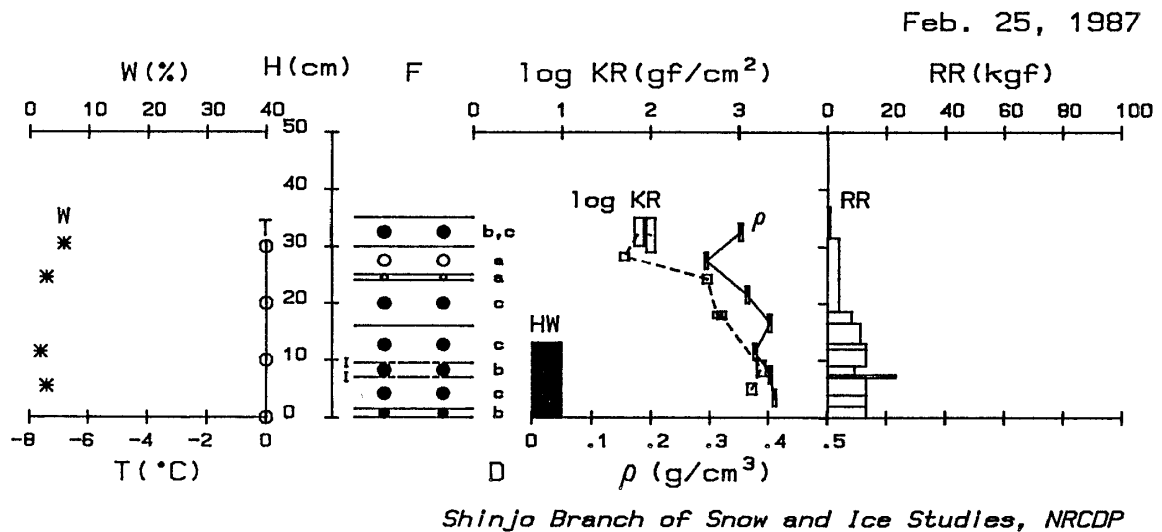 Feb. 25, 1987
W(%) H(cm) F log KR(gf/cm²) RR(kgf)
0 10 20 30 40 0 1 2 3 0 20 40 60 80 100
50
40
W log KR ρ RR
T
b,c
30
a
a
20 c
HW
c
10
I b
I
c
0 b
-8 -6 -4 -2 0 0 .1 .2 .3 .4 .5
T(°C) D ρ(g/cm³)
Shinjo Branch of Snow and Ice Studies, NRCDP